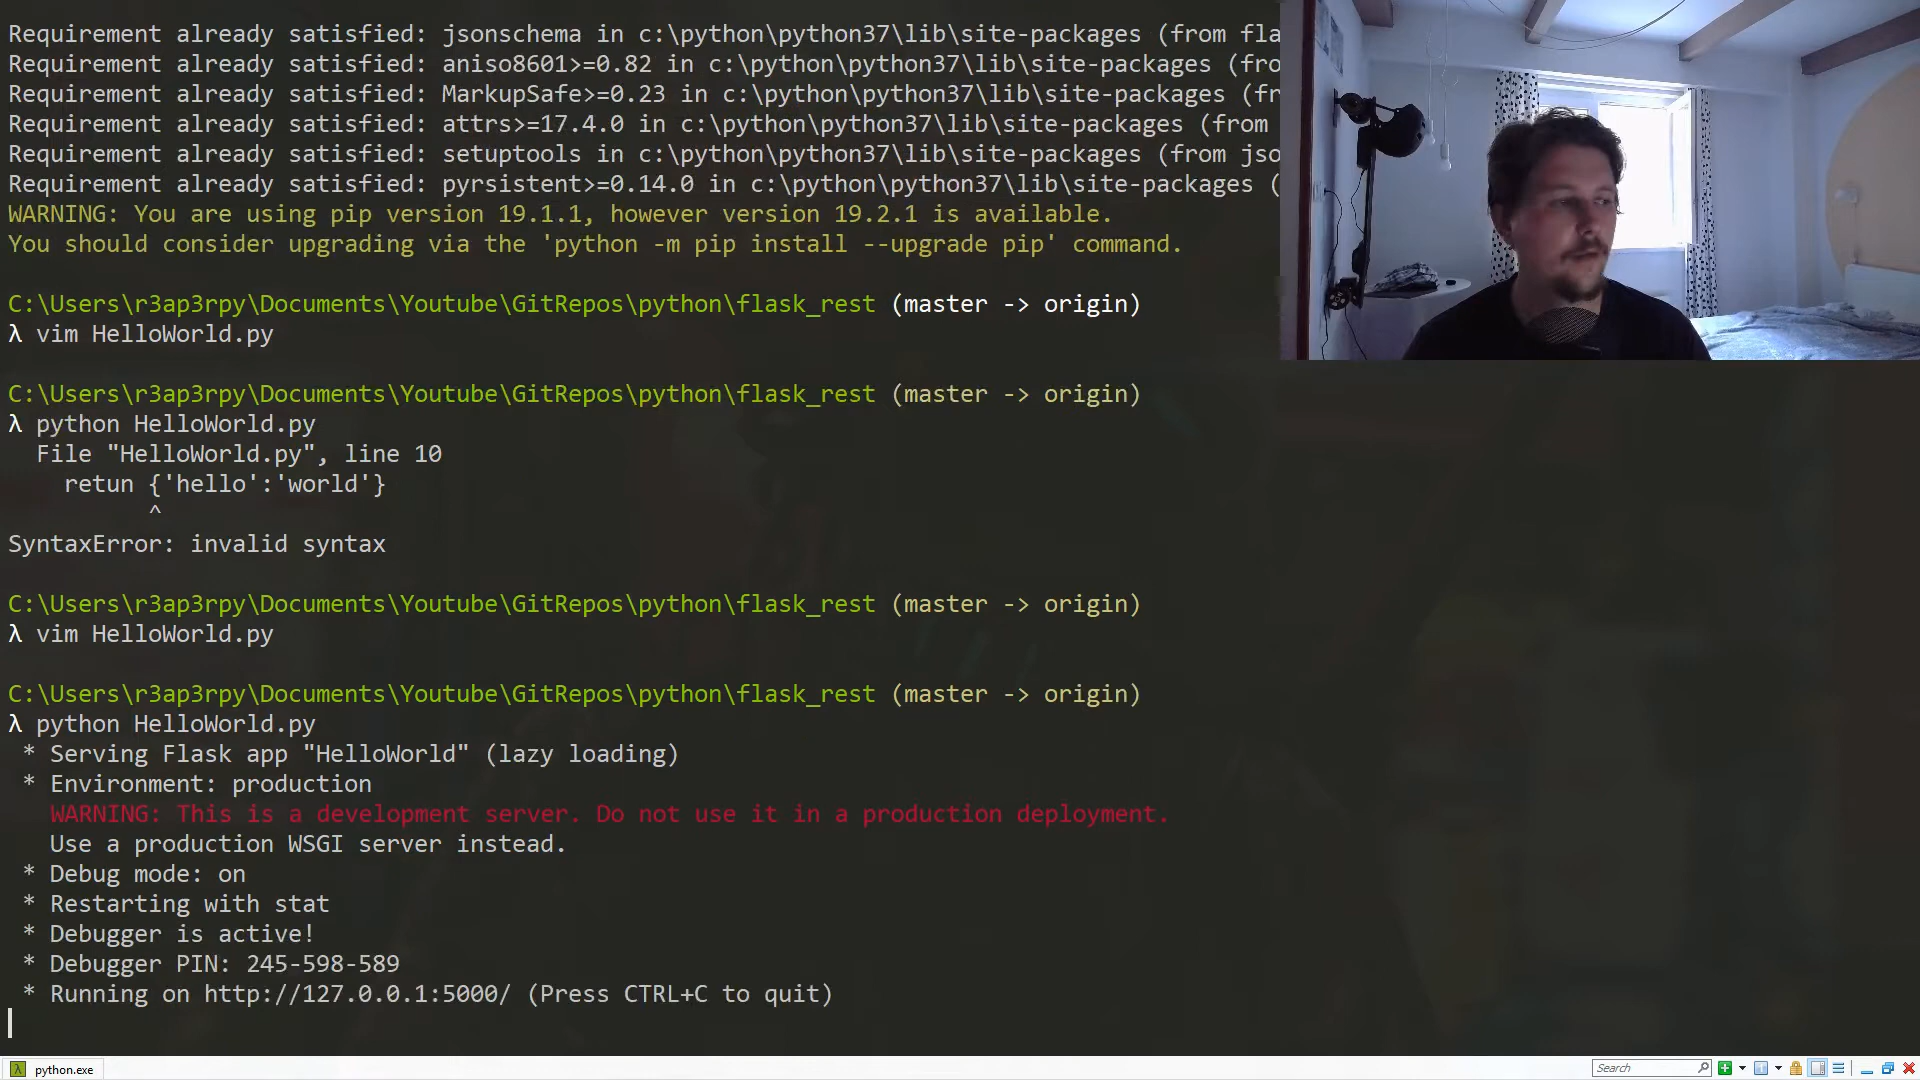 Requirement already satisfied: jsonschema in c:\python\python37\lib\site-packages (from fla
Requirement already satisfied: aniso8601>=0.82 in c:\python\python37\lib\site-packages (fro
Requirement already satisfied: MarkupSafe>=0.23 in c:\python\python37\lib\site-packages (fr
Requirement already satisfied: attrs>=17.4.0 in c:\python\python37\lib\site-packages (from
Requirement already satisfied: setuptools in c:\python\python37\lib\site-packages (from jso
Requirement already satisfied: pyrsistent>=0.14.0 in c:\python\python37\lib\site-packages (
WARNING: You are using pip version 19.1.1, however version 19.2.1 is available.
You should consider upgrading via the 'python -m pip install --upgrade pip' command.
C:\Users\r3ap3rpy\Documents\Youtube\GitRepos\python\flask_rest (master -> origin)
λ vim HelloWorld.py
C:\Users\r3ap3rpy\Documents\Youtube\GitRepos\python\flask_rest (master -> origin)
λ python HelloWorld.py
File "HelloWorld.py", line 10
retun {'hello':'world'}
^
SyntaxError: invalid syntax
C:\Users\r3ap3rpy\Documents\Youtube\GitRepos\python\flask_rest (master -> origin)
λ vim HelloWorld.py
C:\Users\r3ap3rpy\Documents\Youtube\GitRepos\python\flask_rest (master -> origin)
λ python HelloWorld.py
* Serving Flask app "HelloWorld" (lazy loading)
* Environment: production
WARNING: This is a development server. Do not use it in a production deployment.
Use a production WSGI server instead.
* Debug mode: on
* Restarting with stat
* Debugger is active!
* Debugger PIN: 245-598-589
* Running on http://127.0.0.1:5000/ (Press CTRL+C to quit)
λ python.exe
Search